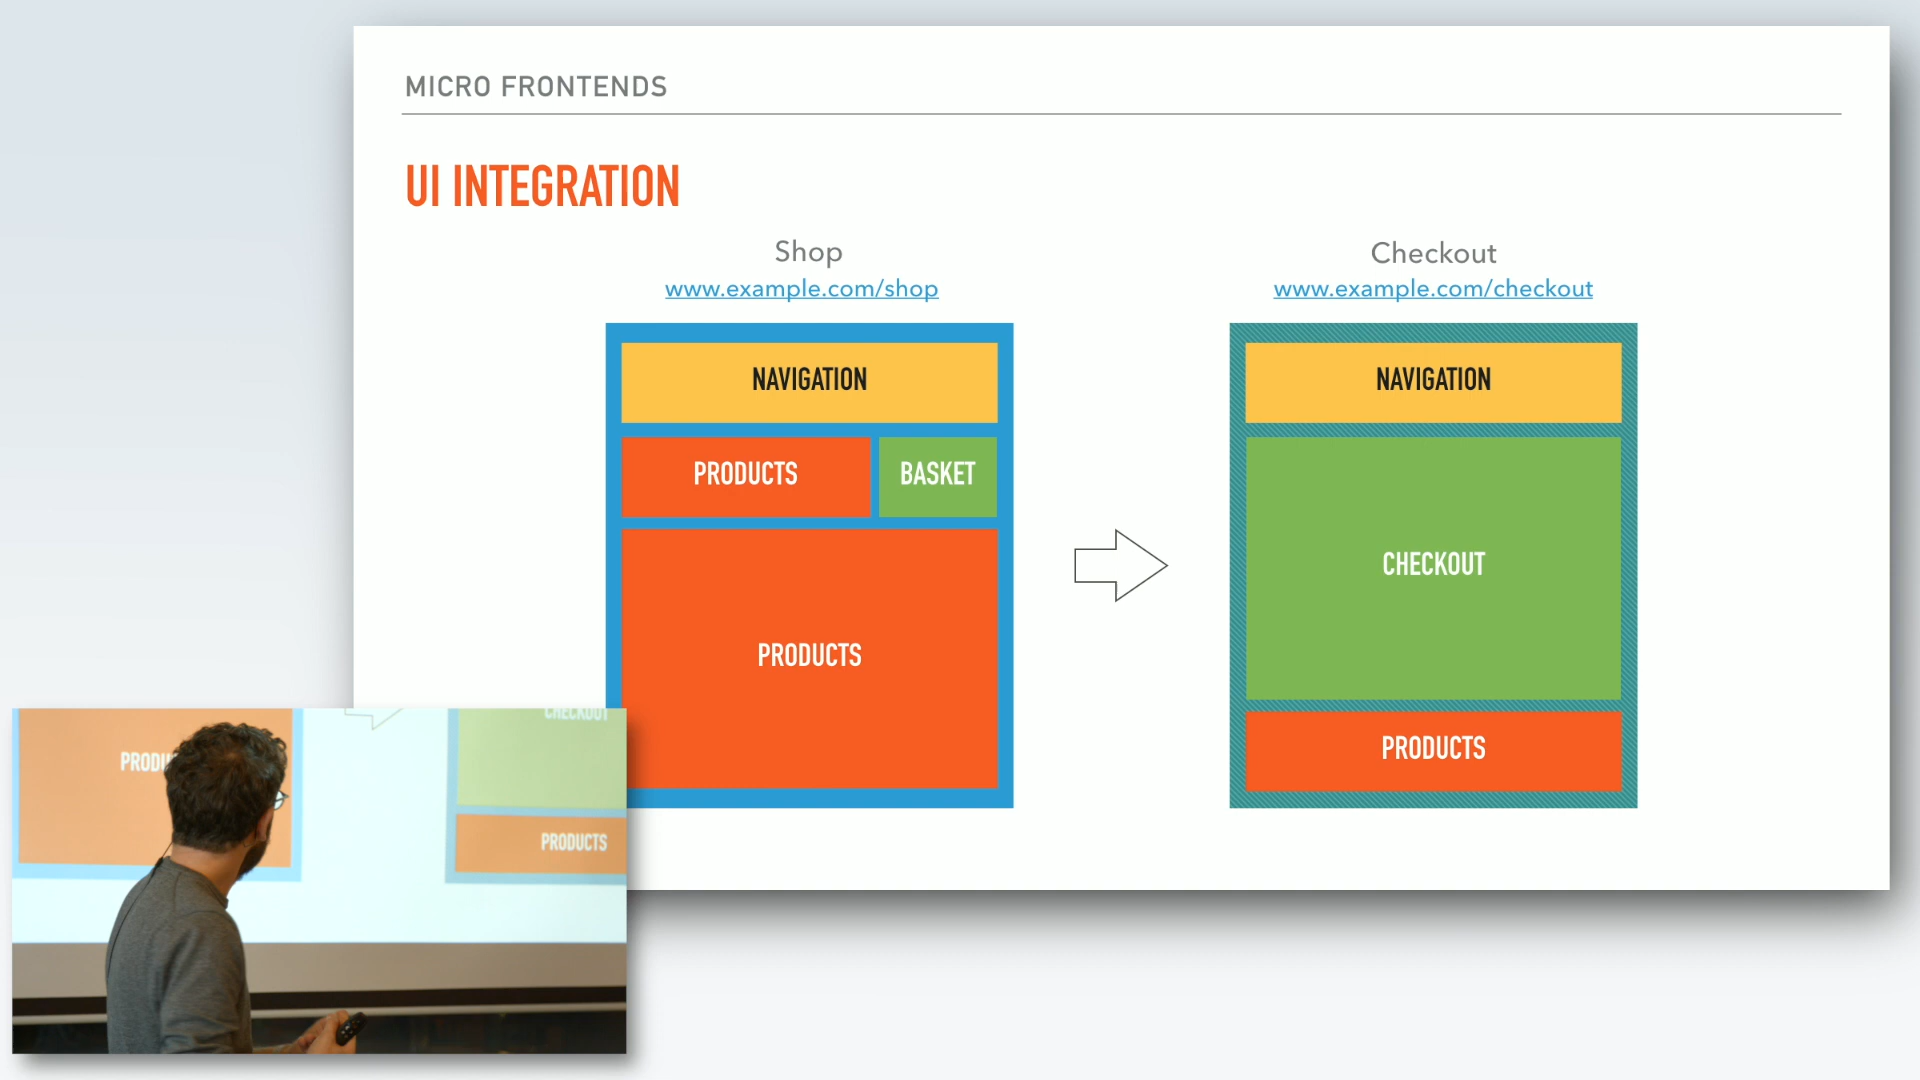 MICRO FRONTENDS
UI INTEGRATION
Shop
www.example.com/shop
NAVIGATION
PRODUCTS
BASKET
PRODUCTS
Checkout
www.example.com/checkout
NAVIGATION
CHECKOUT
PRODUCTS
PRODU
CHECKOUT
PRODUCTS